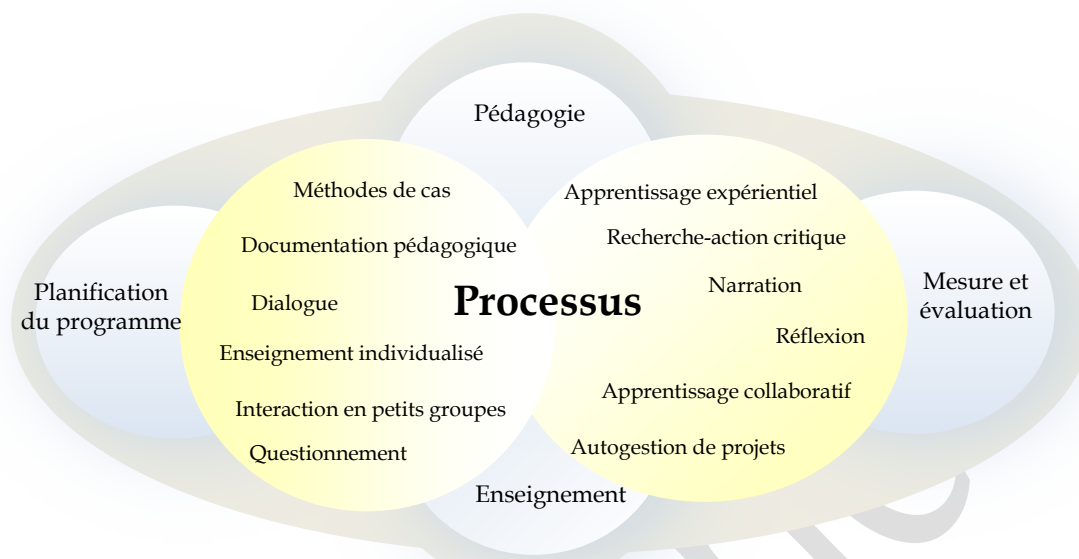 Pédagogie
Méthodes de cas
Documentation pédagogique
Dialogue
Enseignement individualisé
Interaction en petits groupes
Questionnement
Processus
Apprentissage expérientiel
Recherche-action critique
Narration
Réflexion
Apprentissage collaboratif
Autogestion de projets
Planification
du programme
Mesure et
évaluation
Enseignement